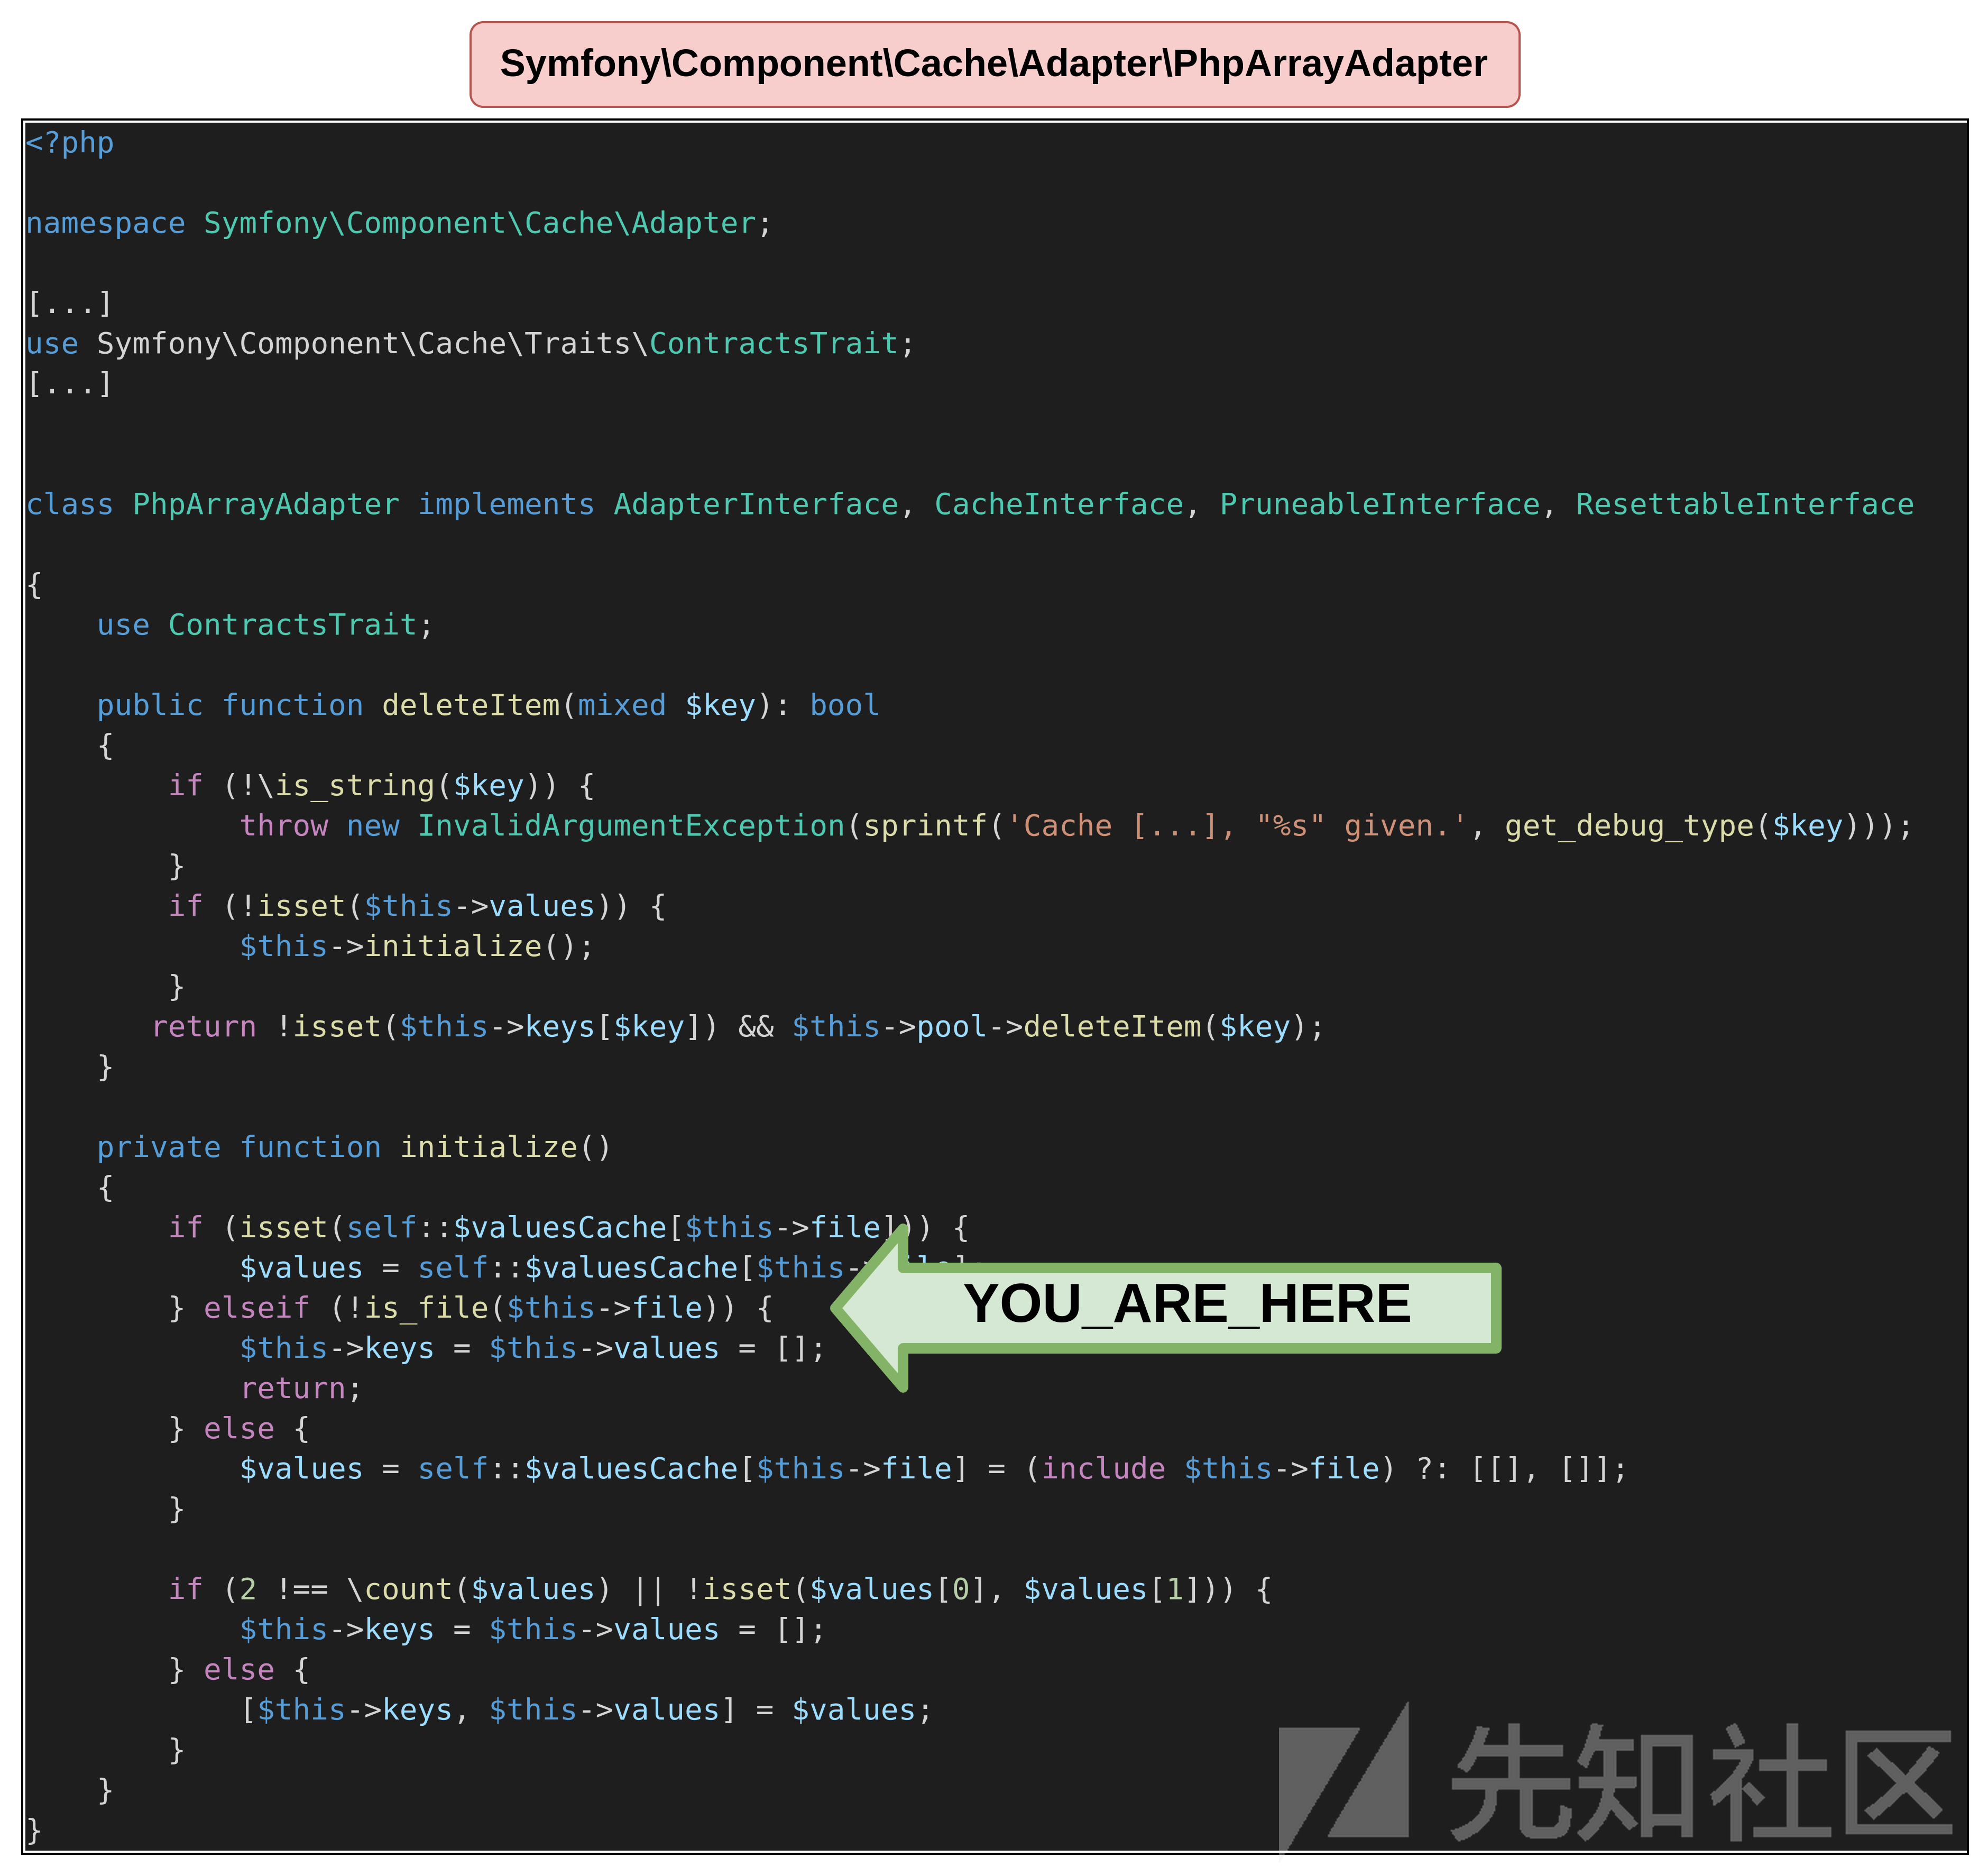 Symfony\Component\Cache\Adapter\PhpArrayAdapter
<?php
namespace Symfony\Component\Cache\Adapter;
[...]
use Symfony\Component\Cache\Traits\ContractsTrait;
[...]
class PhpArrayAdapter implements AdapterInterface, CacheInterface, PruneableInterface, ResettableInterface
{
    use ContractsTrait;
    public function deleteItem(mixed $key): bool
    {
        if (!\is_string($key)) {
            throw new InvalidArgumentException(sprintf('Cache [...], "%s" given.', get_debug_type($key)));
        }
        if (!isset($this->values)) {
            $this->initialize();
        }
       return !isset($this->keys[$key]) && $this->pool->deleteItem($key);
    }
    private function initialize()
    {
        if (isset(self::$valuesCache[$this->file])) {
            $values = self::$valuesCache[$this->file];
        } elseif (!is_file($this->file)) {
YOU_ARE_HERE
            $this->keys = $this->values = [];
            return;
        } else {
            $values = self::$valuesCache[$this->file] = (include $this->file) ?: [[], []];
        }
        if (2 !== \count($values) || !isset($values[0], $values[1])) {
            $this->keys = $this->values = [];
        } else {
            [$this->keys, $this->values] = $values;
        }
    }
}
先知社区